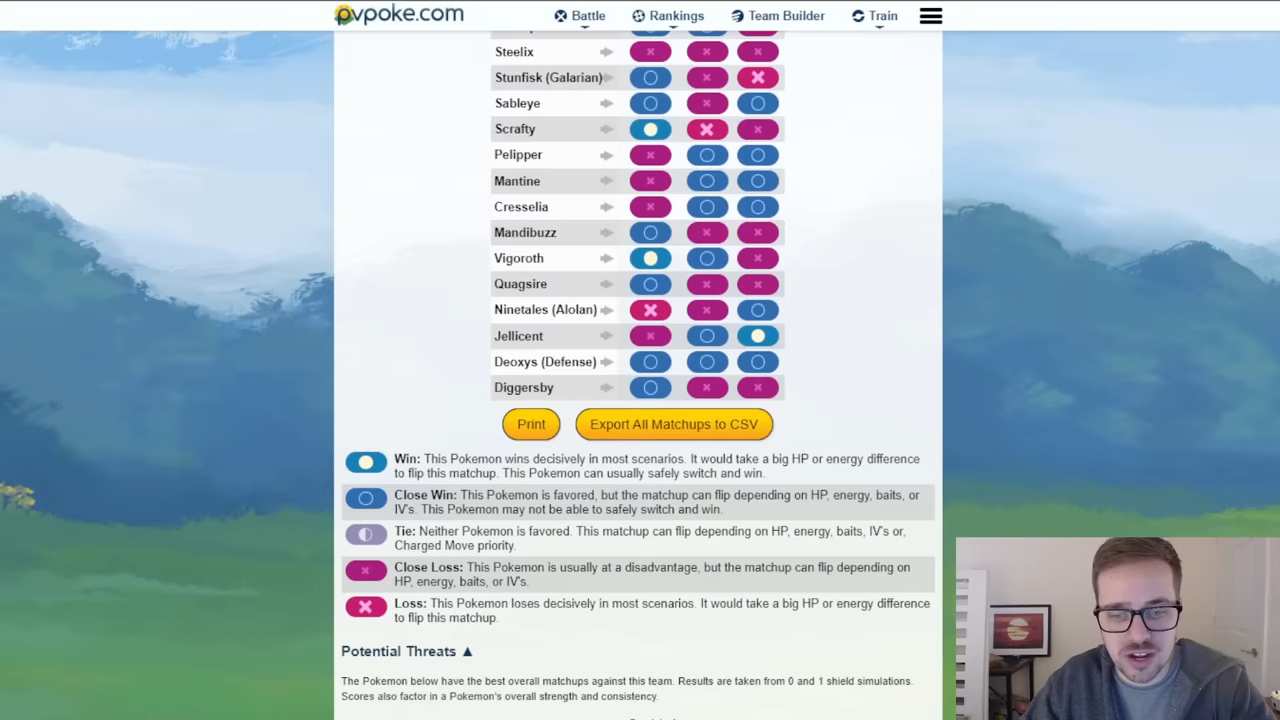 pvpoke.com
Battle
Rankings
Team Builder
Train
Steelix
Stunfisk (Galarian)
Sableye
Scrafty
Pelipper
Mantine
Cresselia
Mandibuzz
Vigoroth
Quagsire
Ninetales (Alolan)
Jellicent
Deoxys (Defense)
Diggersby
Print
Export All Matchups to CSV
Win: This Pokemon wins decisively in most scenarios. It would take a big HP or energy difference
to flip this matchup. This Pokemon can usually safely switch and win.
Close Win: This Pokemon is favored, but the matchup can flip depending on HP, energy, baits, or
IV's. This Pokemon may not be able to safely switch and win.
Tie: Neither Pokemon is favored. This matchup can flip depending on HP, energy, baits, IV's or,
Charged Move priority.
Close Loss: This Pokemon is usually at a disadvantage, but the matchup can flip depending on
HP, energy, baits, or IV's.
Loss: This Pokemon loses decisively in most scenarios. It would take a big HP or energy difference
to flip this matchup.
Potential Threats ▲
The Pokemon below have the best overall matchups against this team. Results are taken from 0 and 1 shield simulations.
Scores also factor in a Pokemon's overall strength and consistency.